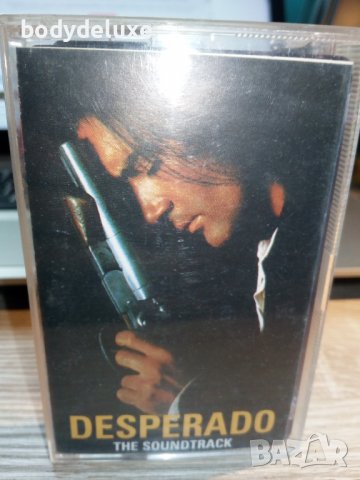 bodydeluxe
DESPERADO
THE SOUNDTRACK
BAZAR